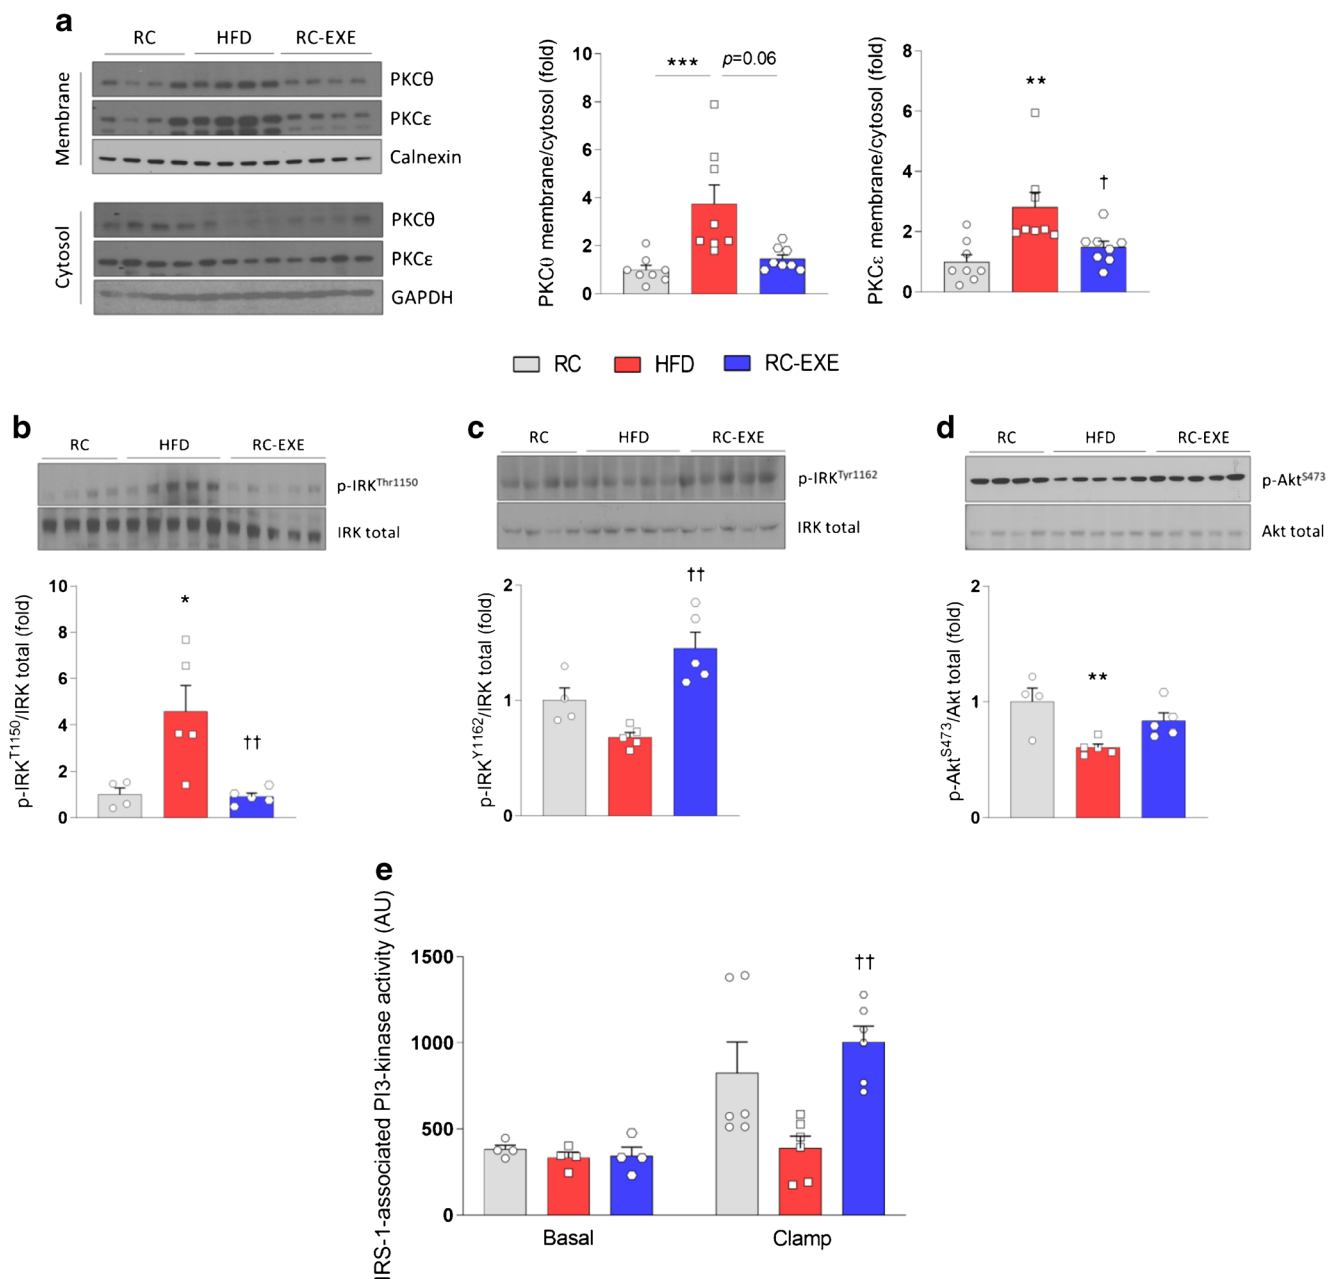 a
RC HFD RC-EXE
Membrane
PKCθ
PKCε
Calnexin
Cytosol
PKCθ
PKCε
GAPDH
PKCθ membrane/cytosol (fold)
10
8
6
4
2
0
***
p=0.06
PKCε membrane/cytosol (fold)
8
6
4
2
0
**
†
RC HFD RC-EXE
b
RC HFD RC-EXE
p-IRKThr1150
IRK total
p-IRKT1150/IRK total (fold)
10
8
6
4
2
0
*
††
c
RC HFD RC-EXE
p-IRKTyr1162
IRK total
p-IRKY1162/IRK total (fold)
2
1
0
††
d
RC HFD RC-EXE
p-AktS473
Akt total
p-AktS473/Akt total (fold)
2
1
0
**
e
IRS-1-associated PI3-kinase activity (AU)
1500
1000
500
0
††
Basal Clamp